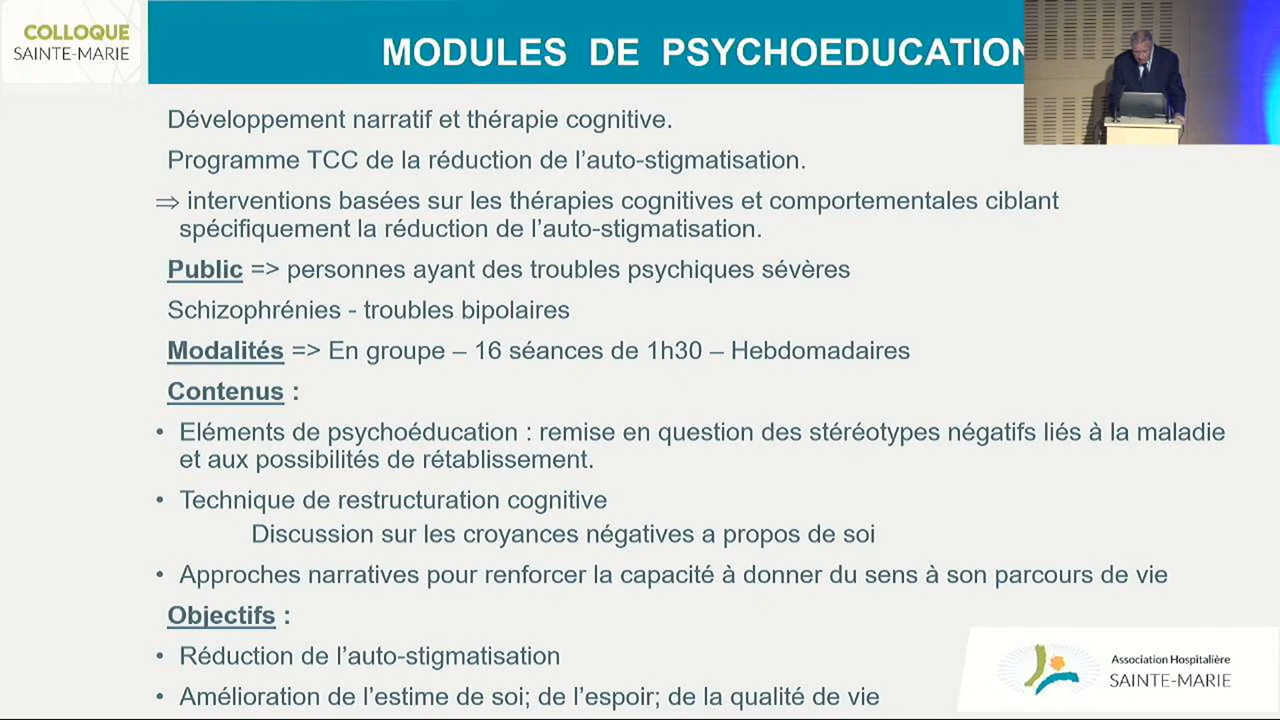 COLLOQUE
SAINTE-MARIE
MODULES DE PSYCHOEDUCATION
Développement narratif et thérapie cognitive.
Programme TCC de la réduction de l’auto-stigmatisation.
⇒ interventions basées sur les thérapies cognitives et comportementales ciblant
spécifiquement la réduction de l’auto-stigmatisation.
Public => personnes ayant des troubles psychiques sévères
Schizophrénies - troubles bipolaires
Modalités => En groupe – 16 séances de 1h30 – Hebdomadaires
Contenus :
• Eléments de psychoéducation : remise en question des stéréotypes négatifs liés à la maladie
et aux possibilités de rétablissement.
• Technique de restructuration cognitive
Discussion sur les croyances négatives a propos de soi
• Approches narratives pour renforcer la capacité à donner du sens à son parcours de vie
Objectifs :
• Réduction de l’auto-stigmatisation
• Amélioration de l’estime de soi; de l’espoir; de la qualité de vie
Association Hospitalière
SAINTE-MARIE